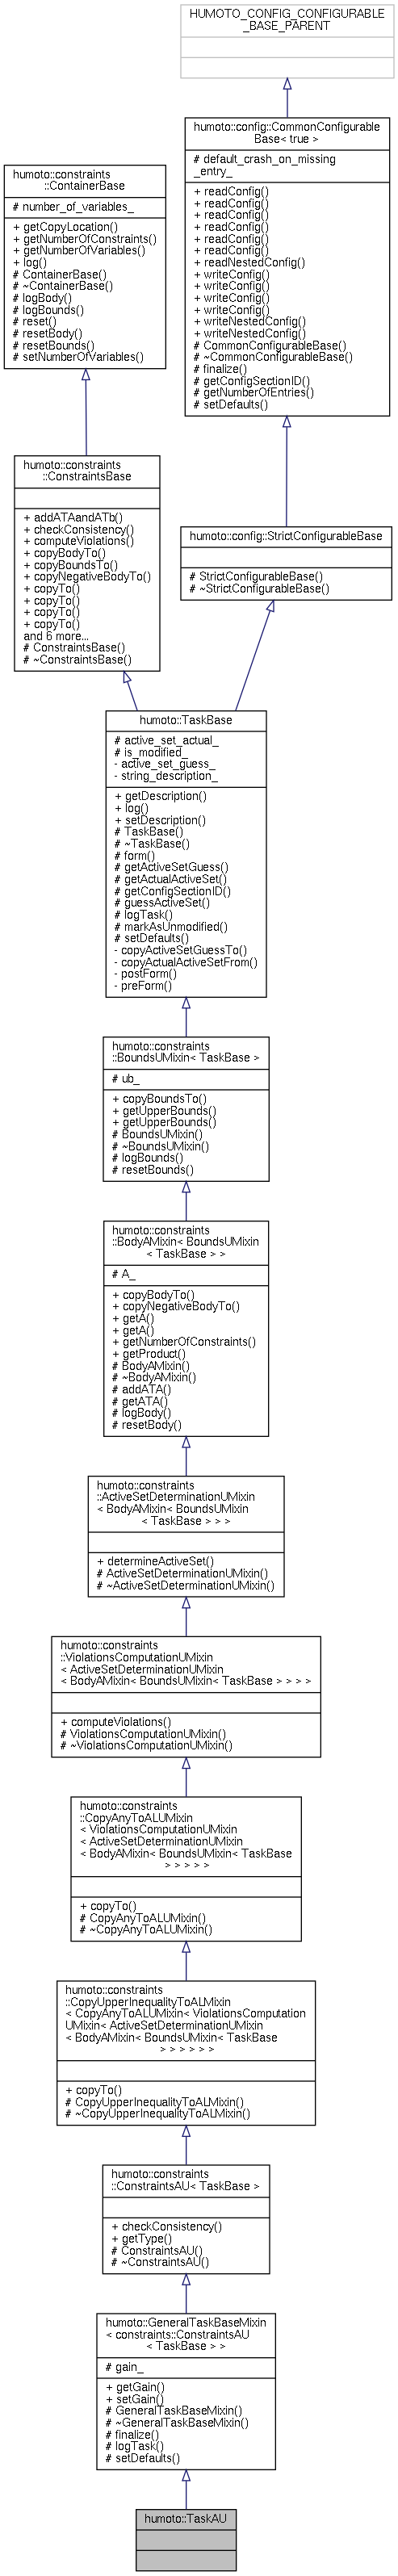 HUMOTO_CONFIG_CONFIGURABLE
_BASE_PARENT
humoto::config::CommonConfigurable
Base< true >
# default_crash_on_missing
_entry_
+ readConfig()
+ readConfig()
+ readConfig()
+ readConfig()
+ readConfig()
+ readConfig()
+ readNestedConfig()
+ writeConfig()
+ writeConfig()
+ writeConfig()
+ writeConfig()
+ writeNestedConfig()
+ writeNestedConfig()
# CommonConfigurableBase()
# ~CommonConfigurableBase()
# finalize()
# getConfigSectionID()
# getNumberOfEntries()
# setDefaults()
humoto::constraints
::ContainerBase
# number_of_variables_
+ getCopyLocation()
+ getNumberOfConstraints()
+ getNumberOfVariables()
+ log()
# ContainerBase()
# ~ContainerBase()
# logBody()
# logBounds()
# reset()
# resetBody()
# resetBounds()
# setNumberOfVariables()
humoto::constraints
::ConstraintsBase
+ addATAandATb()
+ checkConsistency()
+ computeViolations()
+ copyBodyTo()
+ copyBoundsTo()
+ copyNegativeBodyTo()
+ copyTo()
+ copyTo()
+ copyTo()
+ copyTo()
and 6 more...
# ConstraintsBase()
# ~ConstraintsBase()
humoto::config::StrictConfigurableBase
# StrictConfigurableBase()
# ~StrictConfigurableBase()
humoto::TaskBase
# active_set_actual_
# is_modified_
- active_set_guess_
- string_description_
+ getDescription()
+ log()
+ setDescription()
# TaskBase()
# ~TaskBase()
# form()
# getActiveSetGuess()
# getActualActiveSet()
# getConfigSectionID()
# guessActiveSet()
# logTask()
# markAsUnmodified()
# setDefaults()
- copyActiveSetGuessTo()
- copyActualActiveSetFrom()
- postForm()
- preForm()
humoto::constraints
::BoundsUMixin< TaskBase >
# ub_
+ copyBoundsTo()
+ getUpperBounds()
+ getUpperBounds()
# BoundsUMixin()
# ~BoundsUMixin()
# logBounds()
# resetBounds()
humoto::constraints
::BodyAMixin< BoundsUMixin
< TaskBase > >
# A_
+ copyBodyTo()
+ copyNegativeBodyTo()
+ getA()
+ getA()
+ getNumberOfConstraints()
+ getProduct()
# BodyAMixin()
# ~BodyAMixin()
# addATA()
# getATA()
# logBody()
# resetBody()
humoto::constraints
::ActiveSetDeterminationUMixin
< BodyAMixin< BoundsUMixin
< TaskBase > > >
+ determineActiveSet()
# ActiveSetDeterminationUMixin()
# ~ActiveSetDeterminationUMixin()
humoto::constraints
::ViolationsComputationUMixin
< ActiveSetDeterminationUMixin
< BodyAMixin< BoundsUMixin< TaskBase > > > >
+ computeViolations()
# ViolationsComputationUMixin()
# ~ViolationsComputationUMixin()
humoto::constraints
::CopyAnyToALUMixin
< ViolationsComputationUMixin
< ActiveSetDeterminationUMixin
< BodyAMixin< BoundsUMixin< TaskBase
> > > > >
+ copyTo()
# CopyAnyToALUMixin()
# ~CopyAnyToALUMixin()
humoto::constraints
::CopyUpperInequalityToALMixin
< CopyAnyToALUMixin< ViolationsComputation
UMixin< ActiveSetDeterminationUMixin
< BodyAMixin< BoundsUMixin< TaskBase
> > > > > >
+ copyTo()
# CopyUpperInequalityToALMixin()
# ~CopyUpperInequalityToALMixin()
humoto::constraints
::ConstraintsAU< TaskBase >
+ checkConsistency()
+ getType()
# ConstraintsAU()
# ~ConstraintsAU()
humoto::GeneralTaskBaseMixin
< constraints::ConstraintsAU
< TaskBase > >
# gain_
+ getGain()
+ setGain()
# GeneralTaskBaseMixin()
# ~GeneralTaskBaseMixin()
# finalize()
# logTask()
# setDefaults()
humoto::TaskAU